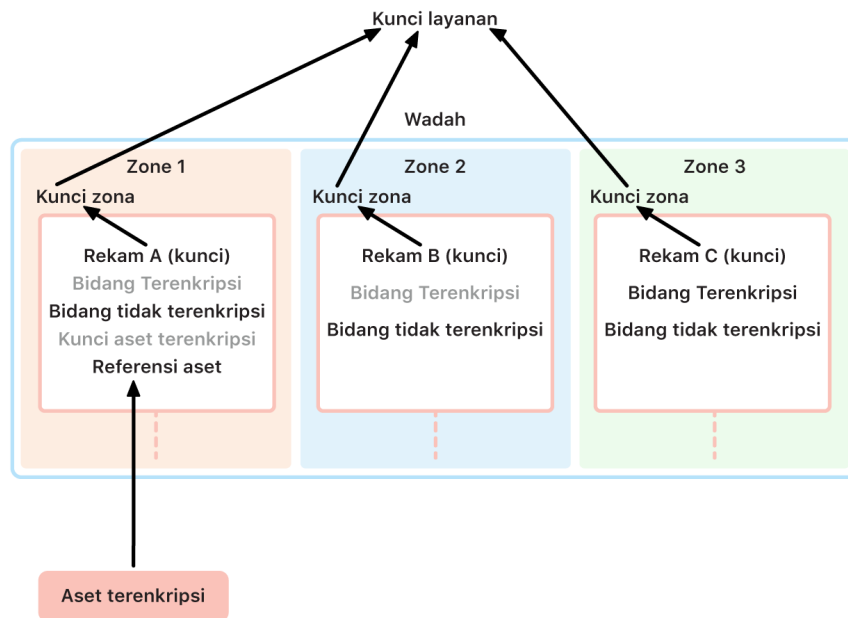 Kunci layanan
Wadah
Zone 1
Kunci zona
Rekam A (kunci)
Bidang Terenkripsi
Bidang tidak terenkripsi
Kunci aset terenkripsi
Referensi aset
Zone 2
Kunci zona
Rekam B (kunci)
Bidang Terenkripsi
Bidang tidak terenkripsi
Zone 3
Kunci zona
Rekam C (kunci)
Bidang Terenkripsi
Bidang tidak terenkripsi
Aset terenkripsi